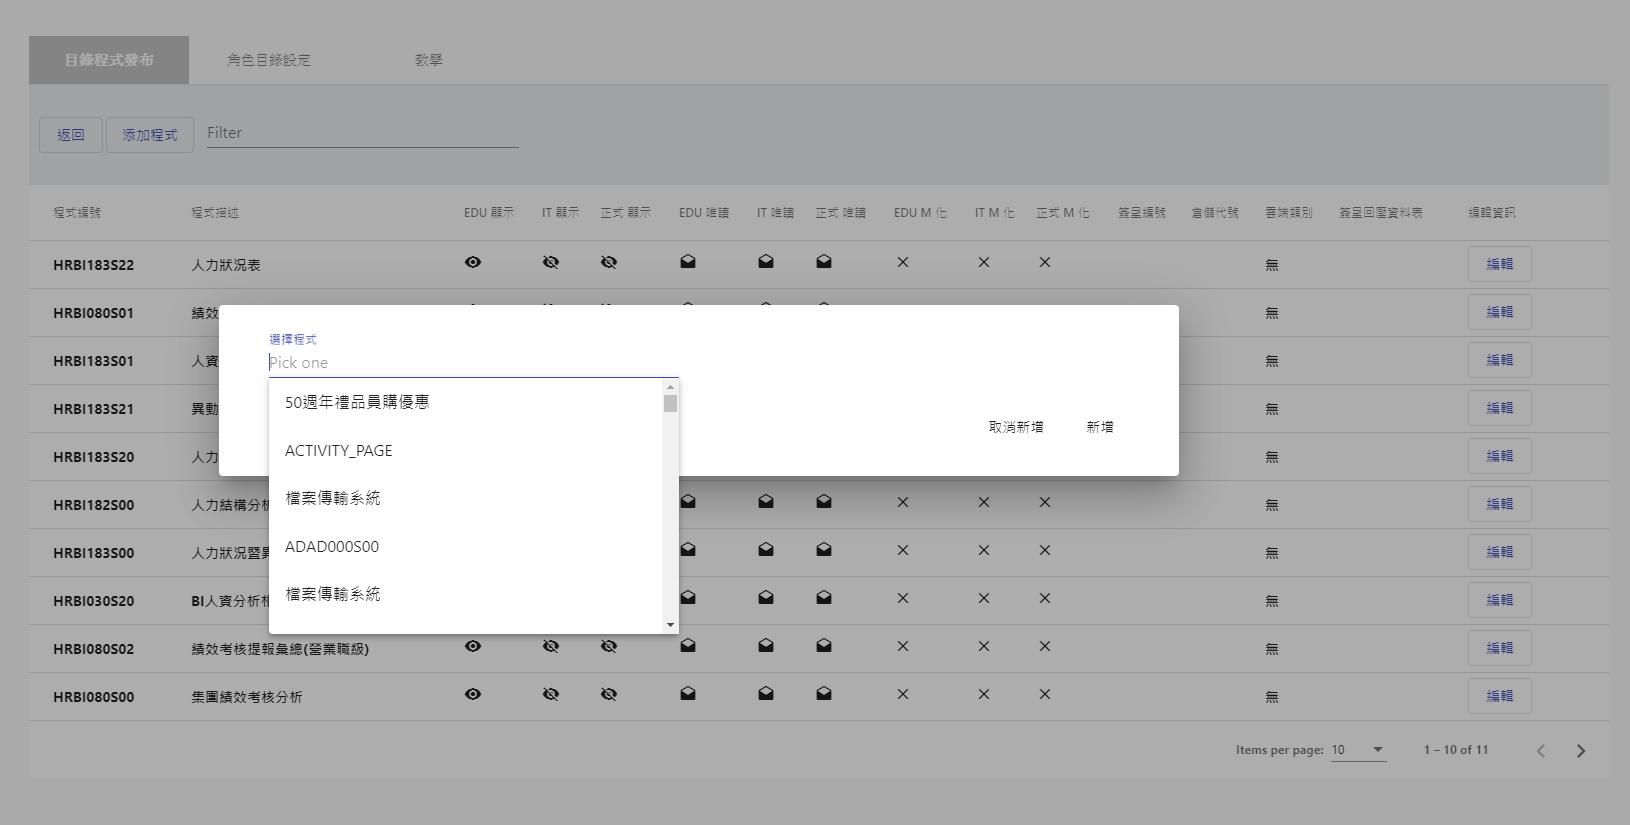 目錄程式發布 角色目錄設定 教學
返回 添加程式 Filter
程式編號 程式描述 EDU 顯示 IT 顯示 正式 顯示 EDU 唯讀 IT 唯讀 正式 唯讀 EDU M 化 IT M 化 正式 M 化 簽呈編號 倉儲代號 雲端類別 簽呈回壓資料表 編輯資訊
HRBI183S22 人力狀況表 無 編輯
HRBI080S01 績效 無 編輯
HRBI183S01 人資 無 編輯
HRBI183S21 異動 無 編輯
HRBI183S20 人力 無 編輯
HRBI182S00 人力結構分析 無 編輯
HRBI183S00 人力狀況暨異 無 編輯
HRBI030S20 BI人資分析 無 編輯
HRBI080S02 績效考核提報彙總(營業職級) 無 編輯
HRBI080S00 集團績效考核分析 無 編輯
選擇程式
Pick one
50週年禮品員購優惠
ACTIVITY_PAGE
檔案傳輸系統
ADAD000S00
檔案傳輸系統
取消新增 新增
Items per page: 10 1 – 10 of 11